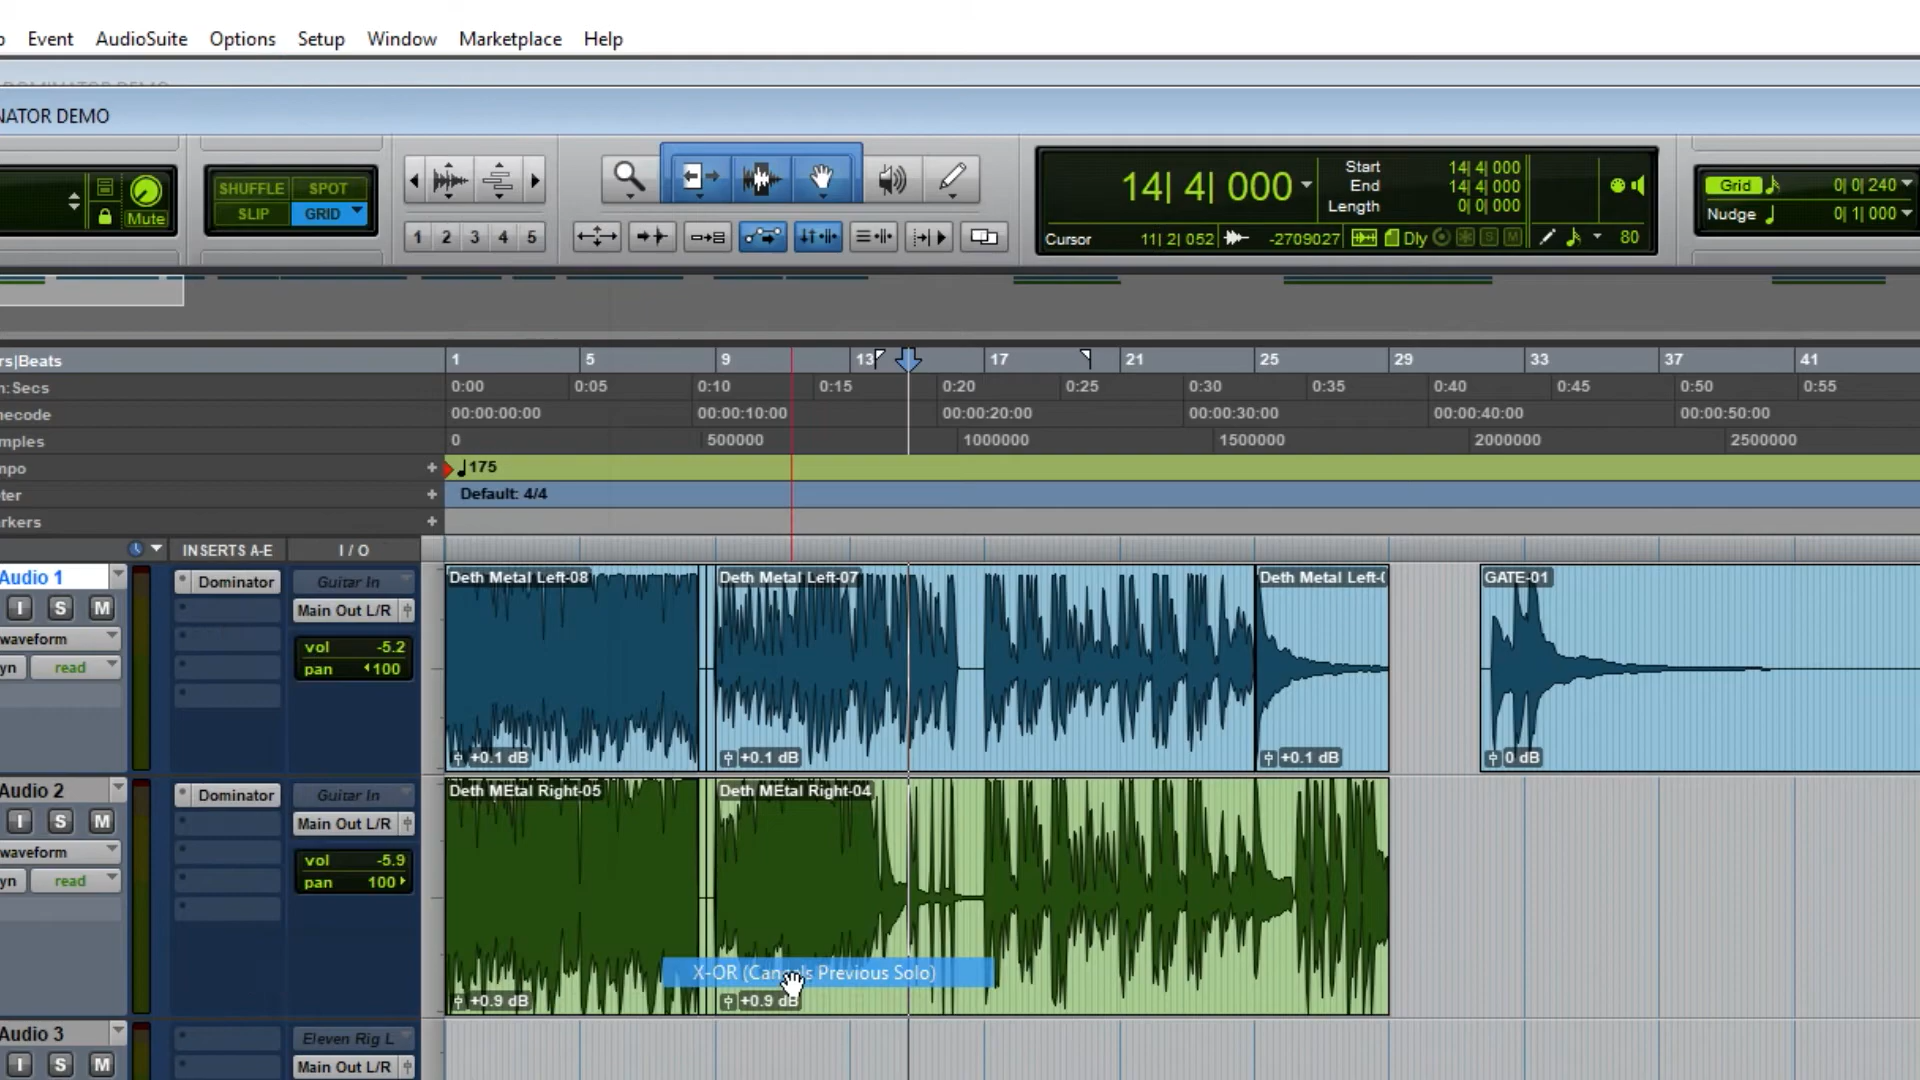 Event AudioSuite Options Setup Window Marketplace Help
NATOR DEMO
SHUFFLE SPOT
SLIP GRID
Mute
1 2 3 4 5
14| 4| 000
Start 14| 4| 000
End 14| 4| 000
Length 0| 0| 000
Cursor 11| 2| 052 -2709027 Dly S M 80
Grid 0| 0| 240
Nudge 0| 1| 000
rs|Beats 1 5 9 13 17 21 25 29 33 37 41
n:Secs 0:00 0:05 0:10 0:15 0:20 0:25 0:30 0:35 0:40 0:45 0:50 0:55
necode 00:00:00:00 00:00:10:00 00:00:20:00 00:00:30:00 00:00:40:00 00:00:50:00
mples 0 500000 1000000 1500000 2000000 2500000
npo + 175
ter + Default: 4/4
rkers +
INSERTS A-E I / O
Audio 1 Dominator Guitar In Deth Metal Left-08 Deth Metal Left-07 Deth Metal Left-( GATE-01
I S M Main Out L/R
waveform vol -5.2
yn read pan 100
+0.1 dB +0.1 dB +0.1 dB 0 dB
Audio 2 Dominator Guitar In Deth MEtal Right-05 Deth MEtal Right-04
I S M Main Out L/R
waveform vol -5.9
yn read pan 100
X-OR (Cancels Previous Solo)
+0.9 dB +0.9 dB
Audio 3 Eleven Rig L
I S M Main Out L/R